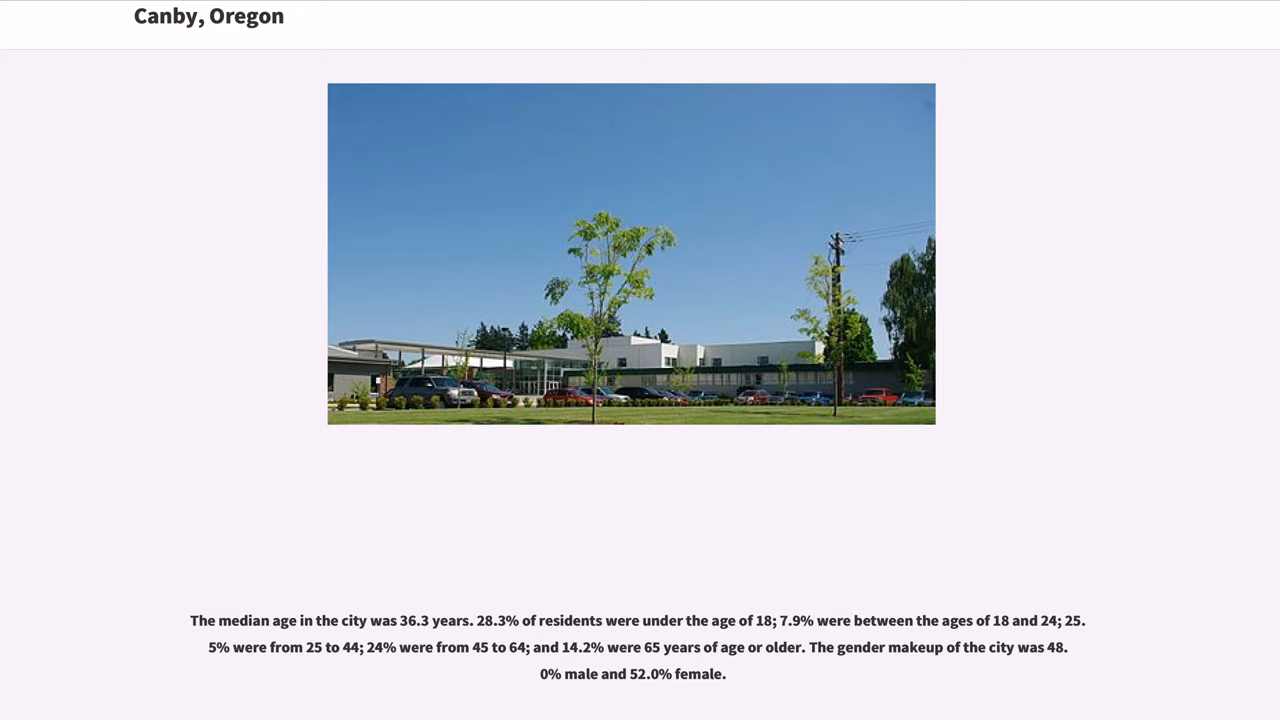 Canby, Oregon
The median age in the city was 36.3 years. 28.3% of residents were under the age of 18; 7.9% were between the ages of 18 and 24; 25.
5% were from 25 to 44; 24% were from 45 to 64; and 14.2% were 65 years of age or older. The gender makeup of the city was 48.
0% male and 52.0% female.